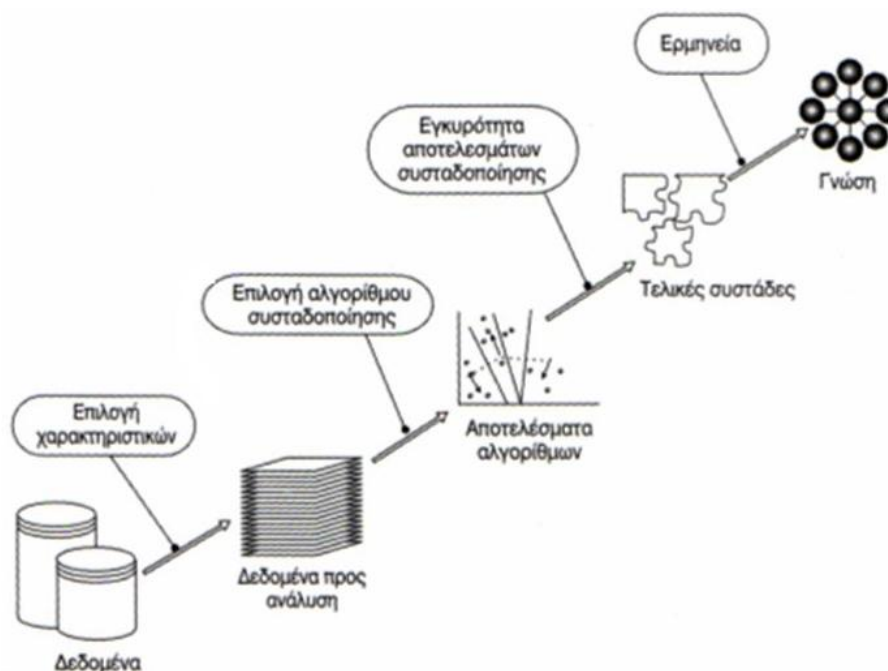 Ερμηνεία
Γνώση
Εγκυρότητα
αποτελεσμάτων
συσταδοποίησης
Τελικές συστάδες
Επιλογή αλγορίθμου
συσταδοποίησης
Αποτελέσματα
αλγορίθμων
Επιλογή
χαρακτηριστικών
Δεδομένα προς
ανάλυση
Δεδομένα